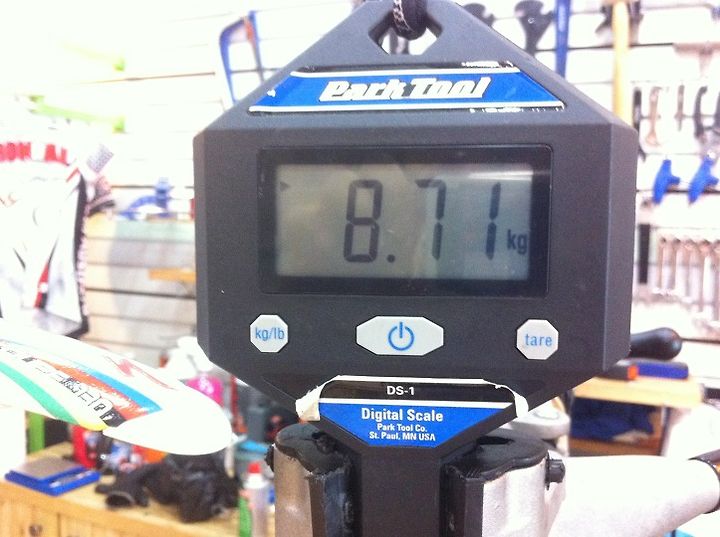 Park Tool
8.71 kg
kg/lb
tare
DS-1
Digital Scale
Park Tool Co.
St. Paul, MN USA